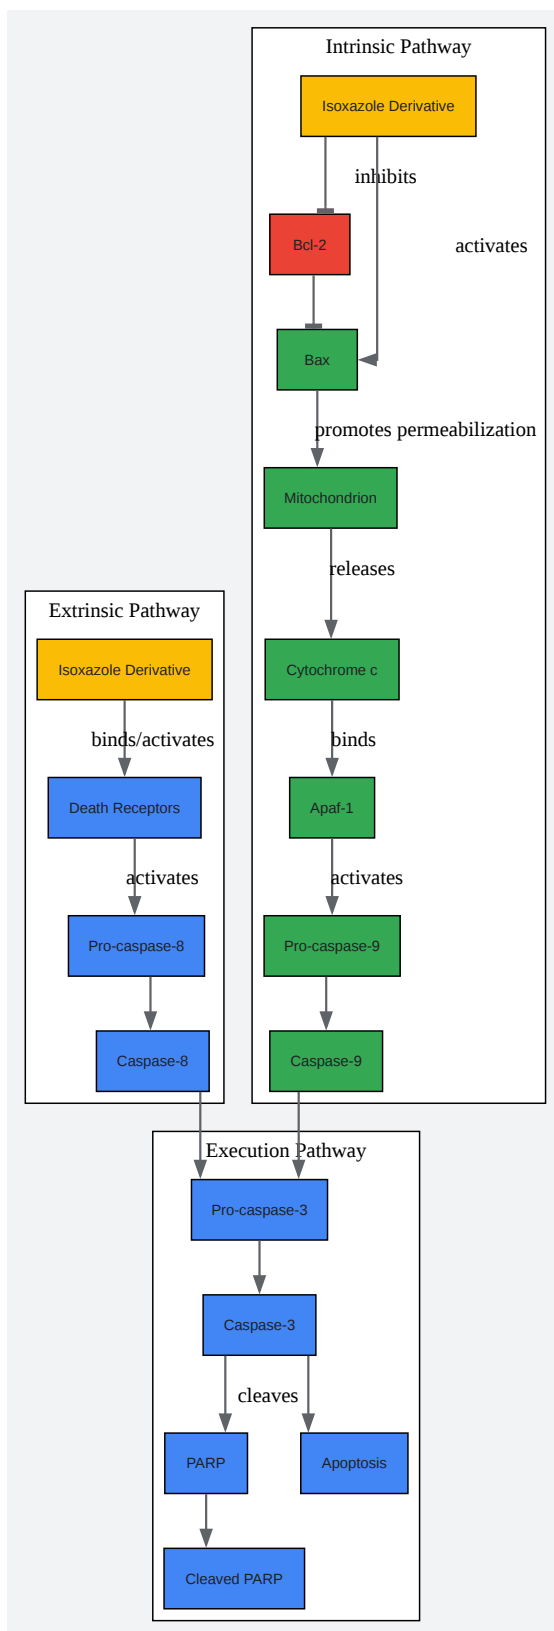 Intrinsic Pathway
Isoxazole Derivative
inhibits
Bcl-2
activates
Bax
promotes permeabilization
Mitochondrion
releases
Cytochrome c
binds
Apaf-1
activates
Pro-caspase-9
Caspase-9
Extrinsic Pathway
Isoxazole Derivative
binds/activates
Death Receptors
activates
Pro-caspase-8
Caspase-8
Execution Pathway
Pro-caspase-3
Caspase-3
cleaves
PARP
Apoptosis
Cleaved PARP